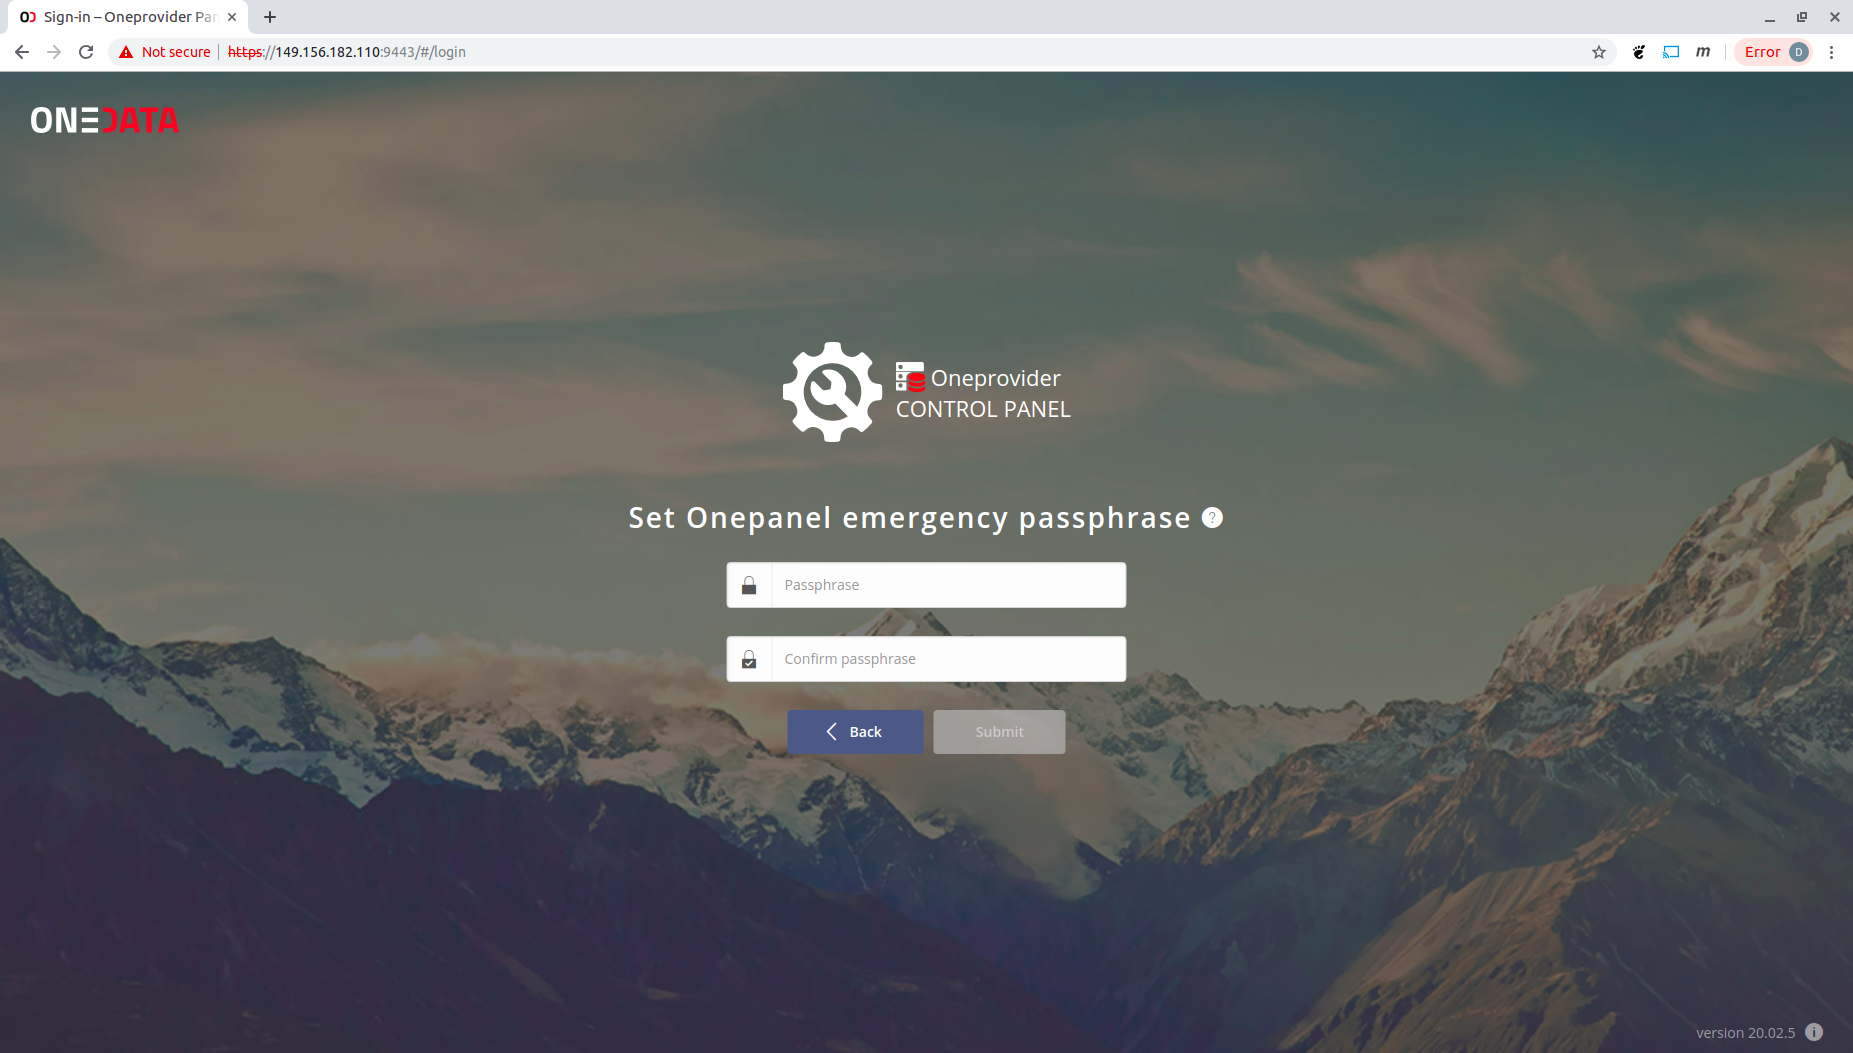 Sign-in – Oneprovider Pan
Not secure https://149.156.182.110:9443/#/login
m
Error D
ONEDATA
Oneprovider
CONTROL PANEL
Set Onepanel emergency passphrase ?
Passphrase
Confirm passphrase
Back
Submit
version 20.02.5 i